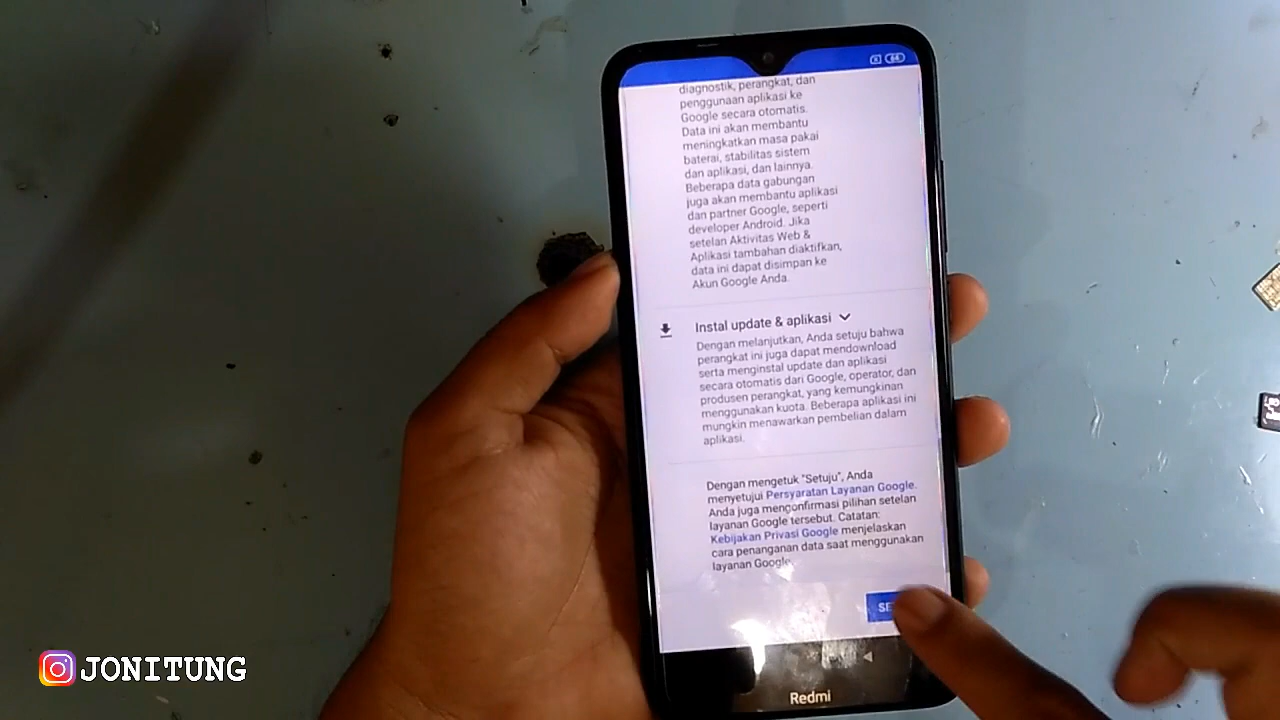 64
diagnostik, perangkat, dan
penggunaan aplikasi ke
Google secara otomatis.
Data ini akan membantu
meningkatkan masa pakai
baterai, stabilitas sistem
dan aplikasi, dan lainnya.
Beberapa data gabungan
juga akan membantu aplikasi
dan partner Google, seperti
developer Android. Jika
setelan Aktivitas Web &
Aplikasi tambahan diaktifkan,
data ini dapat disimpan ke
Akun Google Anda.
Instal update & aplikasi
Dengan melanjutkan, Anda setuju bahwa
perangkat ini juga dapat mendownload
serta menginstal update dan aplikasi
secara otomatis dari Google, operator, dan
produsen perangkat, yang kemungkinan
menggunakan kuota. Beberapa aplikasi ini
mungkin menawarkan pembelian dalam
aplikasi.
Dengan mengetuk "Setuju", Anda
menyetujui Persyaratan Layanan Google.
Anda juga mengonfirmasi pilihan setelan
layanan Google tersebut. Catatan:
Kebijakan Privasi Google menjelaskan
cara penanganan data saat menggunakan
layanan Google.
SE
Redmi
JONITUNG